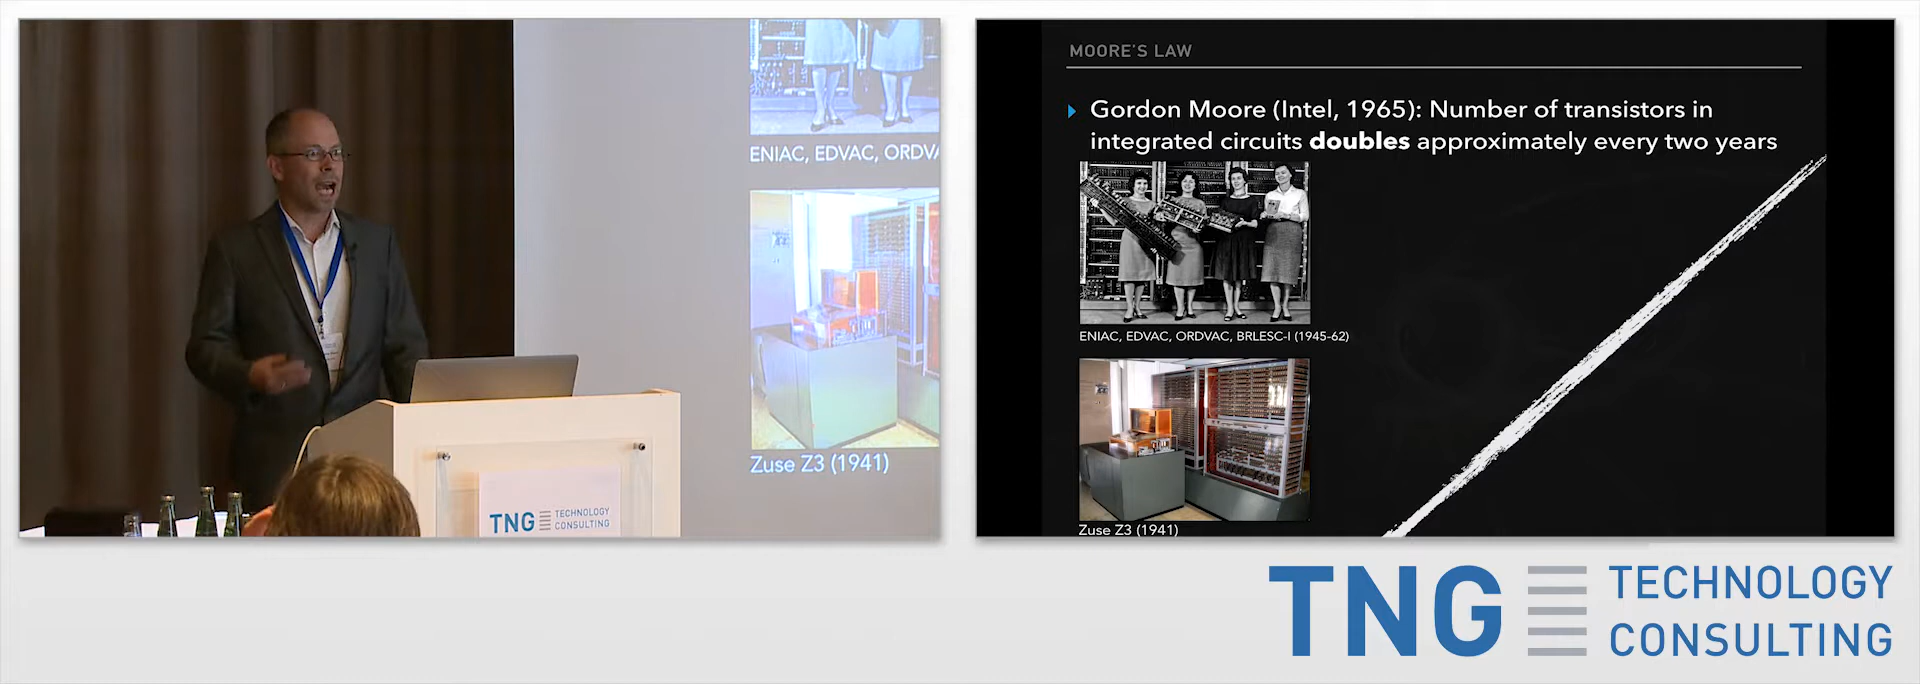 ENIAC, EDVAC, ORDV
Zuse Z3 (1941)
TNG TECHNOLOGY
CONSULTING
MOORE'S LAW
Gordon Moore (Intel, 1965): Number of transistors in
integrated circuits doubles approximately every two years
ENIAC, EDVAC, ORDVAC, BRLESC-I (1945-62)
Zuse Z3 (1941)
TNG TECHNOLOGY
CONSULTING